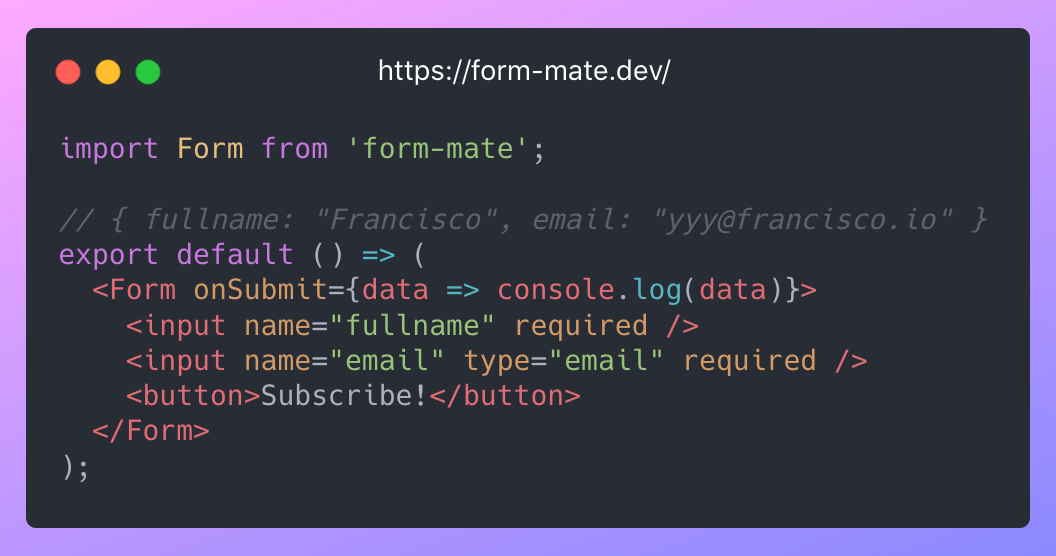 https://form-mate.dev/
import Form from 'form-mate';
// { fullname: "Francisco", email: "yyy@francisco.io" }
export default () => (
  <Form onSubmit={data => console.log(data)}>
    <input name="fullname" required />
    <input name="email" type="email" required />
    <button>Subscribe!</button>
  </Form>
);